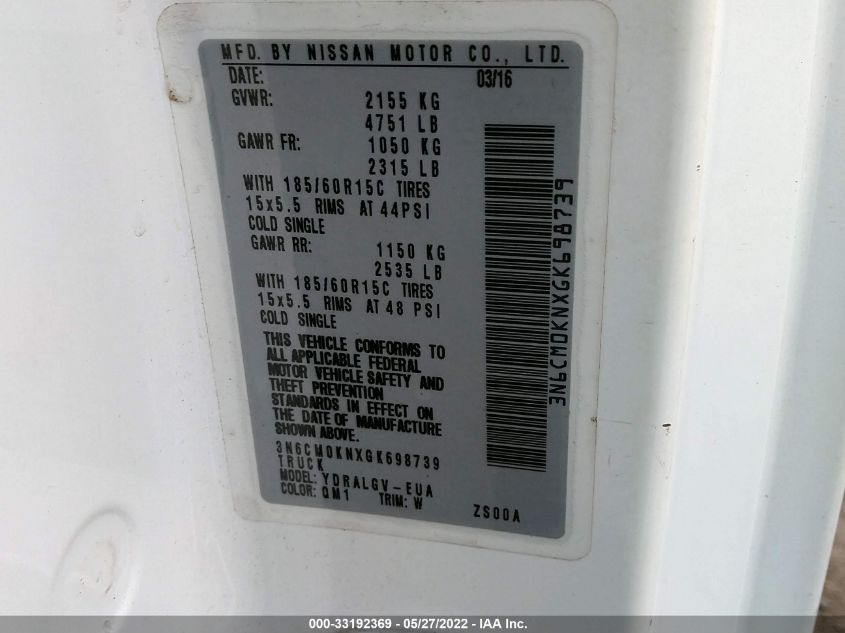 MFD. BY NISSAN MOTOR CO., LTD.
DATE: 03/16
GVWR: 2155 KG
4751 LB
GAWR FR: 1050 KG
2315 LB
WITH 185/60R15C TIRES
15x5.5 RIMS AT 44PSI
COLD SINGLE
GAWR RR: 1150 KG
2535 LB
WITH 185/60R15C TIRES
15x5.5 RIMS AT 48 PSI
COLD SINGLE
THIS VEHICLE CONFORMS TO
ALL APPLICABLE FEDERAL
MOTOR VEHICLE SAFETY AND
THEFT PREVENTION
STANDARDS IN EFFECT ON
THE DATE OF MANUFACTURE
SHOWN ABOVE.
3N6CM0KNXGK698739
TRUCK
MODEL: YDRALGV-EUA
COLOR: QM1 TRIM: W ZS00A
3N6CM0KNXGK698739
000-33192369 - 05/27/2022 - IAA Inc.